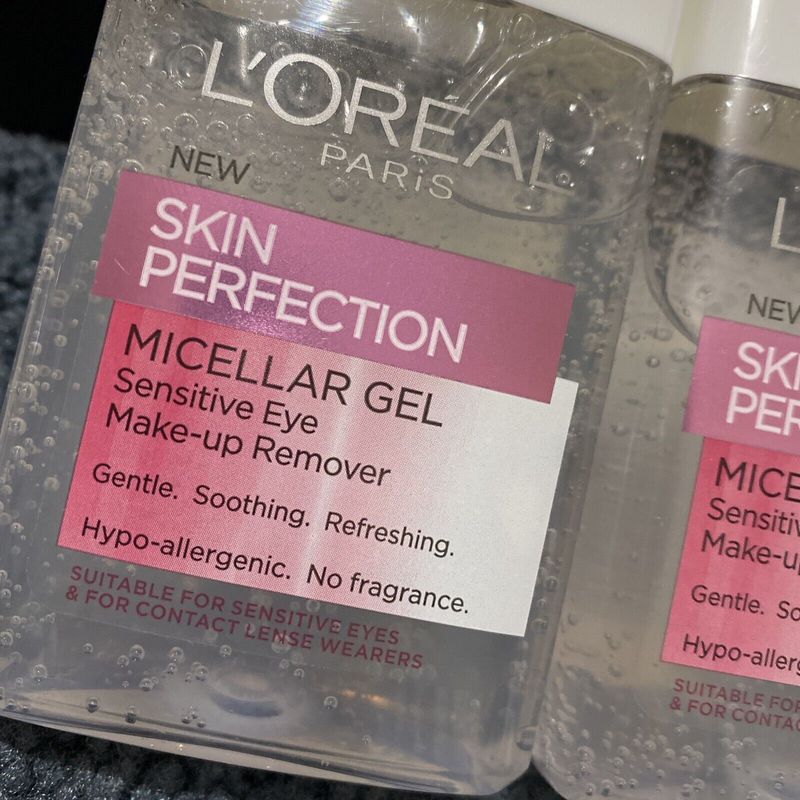 L'ORÉAL
PARIS
NEW
SKIN
PERFECTION
MICELLAR GEL
Sensitive Eye
Make-up Remover
Gentle. Soothing. Refreshing.
Hypo-allergenic. No fragrance.
SUITABLE FOR SENSITIVE EYES
& FOR CONTACT LENSE WEARERS
L
NEW
SKI
PER
MICE
Sensitiv
Make-u
Gentle. So
Hypo-allerg
SUITABLE FOR
& FOR CONTAC